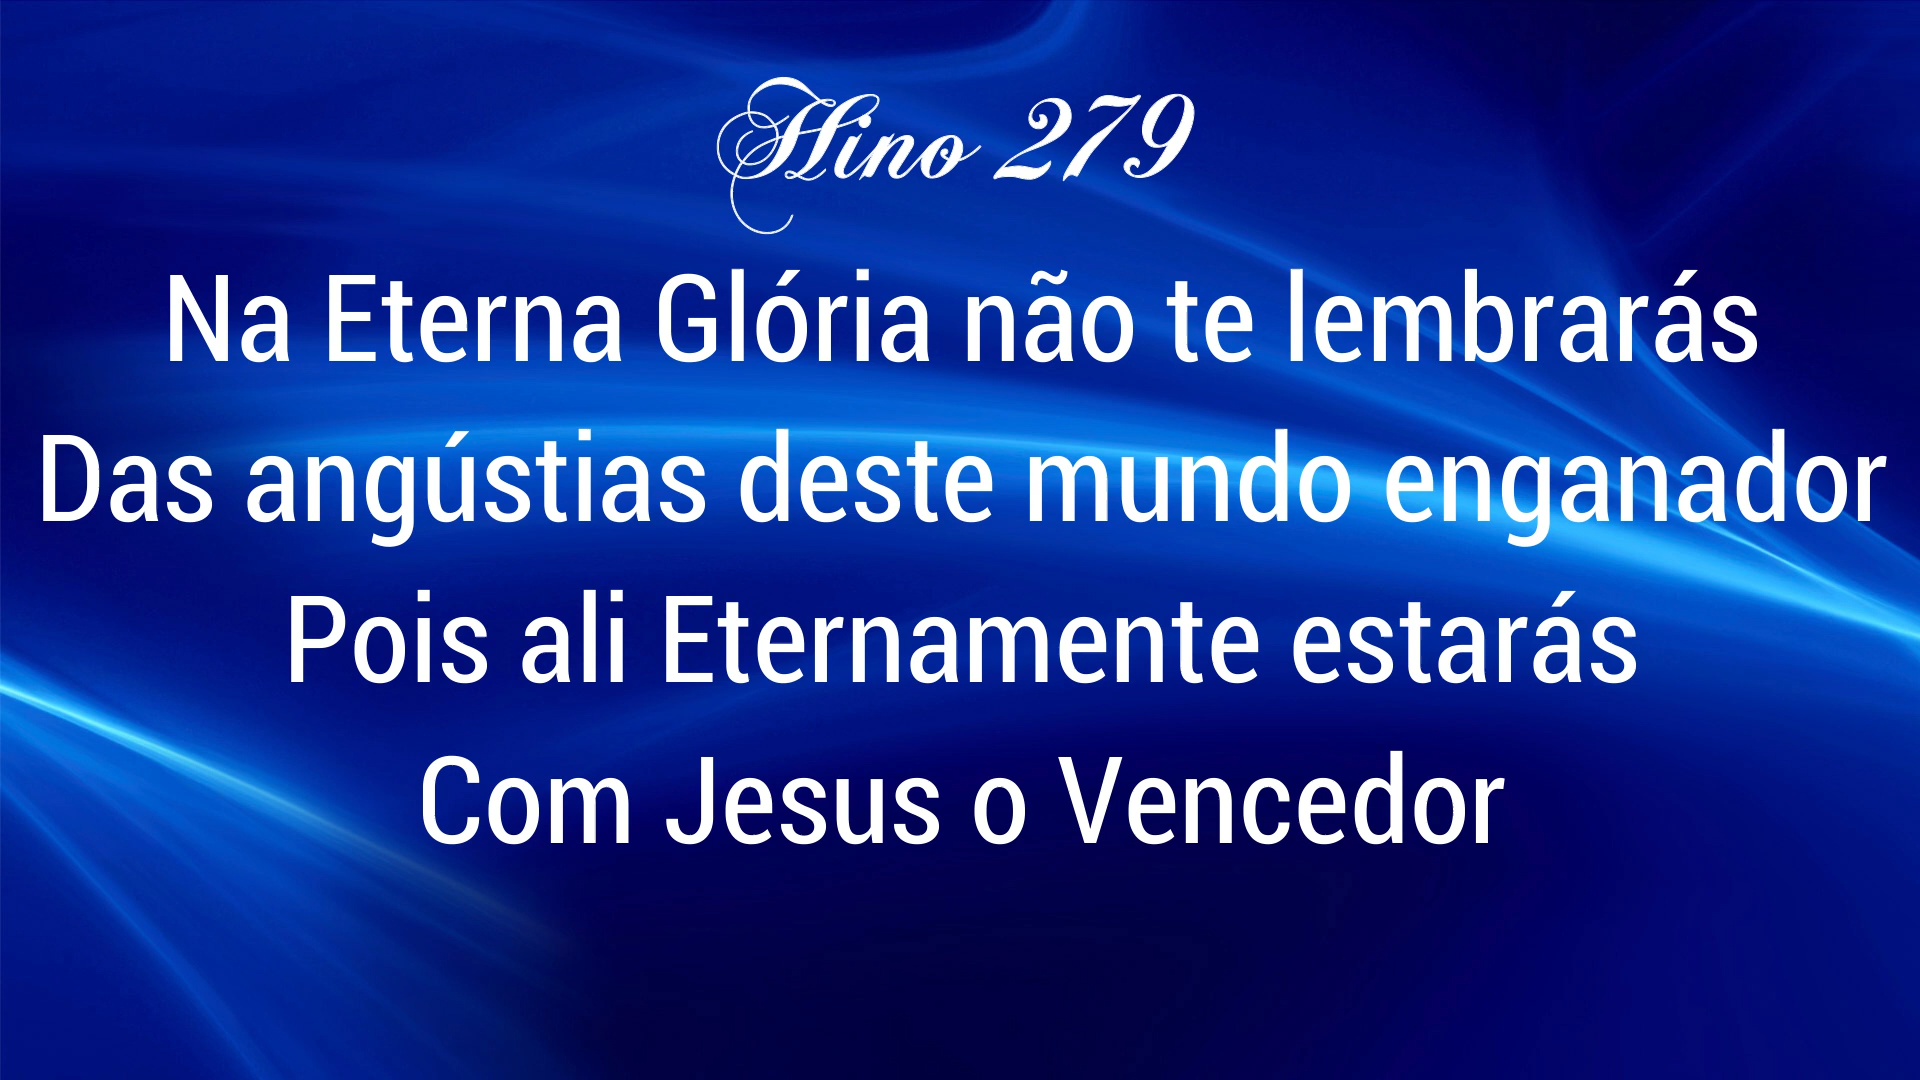 Hino 279
Na Eterna Glória não te lembrarás
Das angústias deste mundo enganador
Pois ali Eternamente estarás
Com Jesus o Vencedor